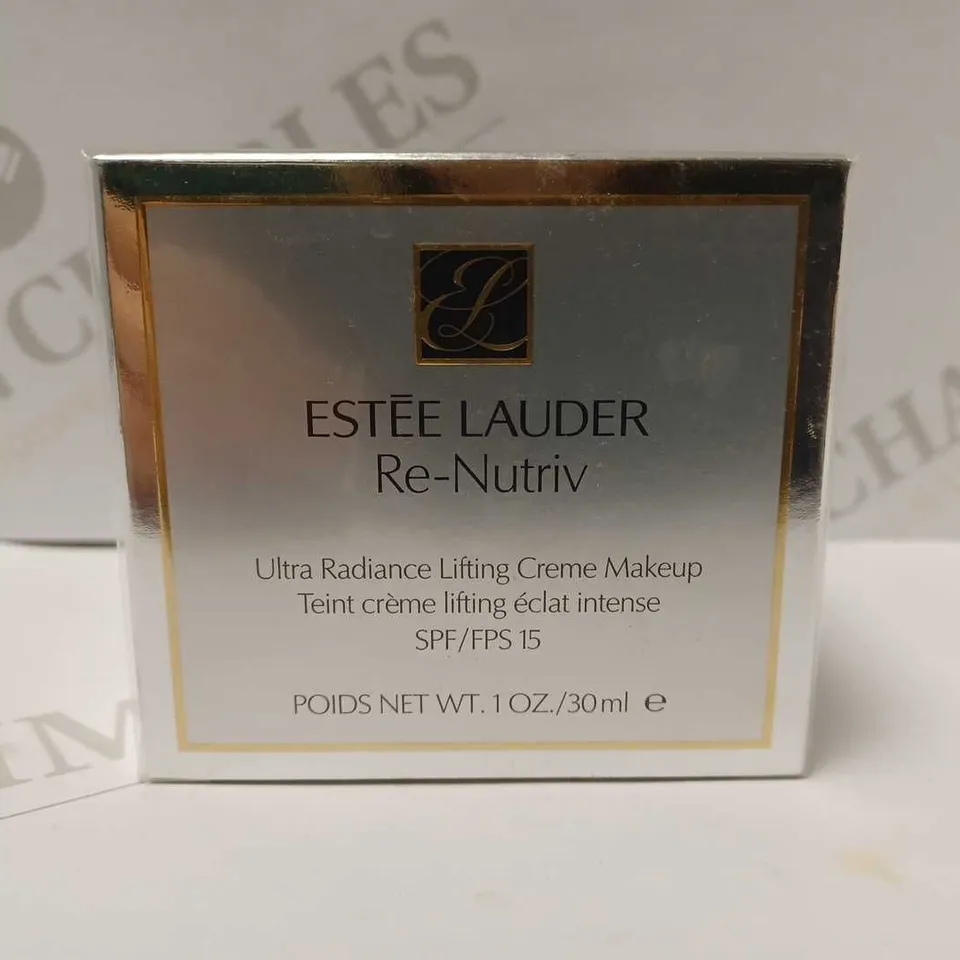 ESTĒE LAUDER
Re-Nutriv
Ultra Radiance Lifting Creme Makeup
Teint crème lifting éclat intense
SPF/FPS 15
POIDS NET WT. 1 OZ./30 ml ℮